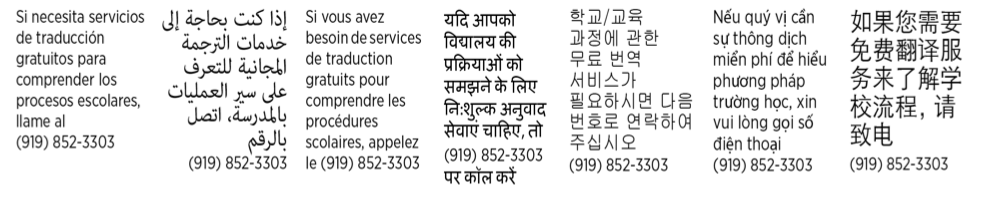 Si necesita servicios
de traducción
gratuitos para
comprender los
procesos escolares,
llame al
(919) 852-3303
إذا كنت بحاجة إلى
خدمات الترجمة
المجانية للتعرف
على سير العمليات
بالمدرسة، اتصل
بالرقم
(919) 852-3303
Si vous avez
besoin de services
de traduction
gratuits pour
comprendre les
procédures
scolaires, appelez
le (919) 852-3303
यदि आपको
विद्यालय की
प्रक्रियाओं को
समझने के लिए
नि:शुल्क अनुवाद
सेवाएं चाहिए, तो
(919) 852-3303
पर कॉल करें
학교/교육
과정에 관한
무료 번역
서비스가
필요하시면 다음
번호로 연락하여
주십시오
(919) 852-3303
Nếu quý vị cần
sự thông dịch
miễn phí để hiểu
phương pháp
trường học, xin
vui lòng gọi số
điện thoại
(919) 852-3303
如果您需要
免费翻译服
务来了解学
校流程，请
致电
(919) 852-3303